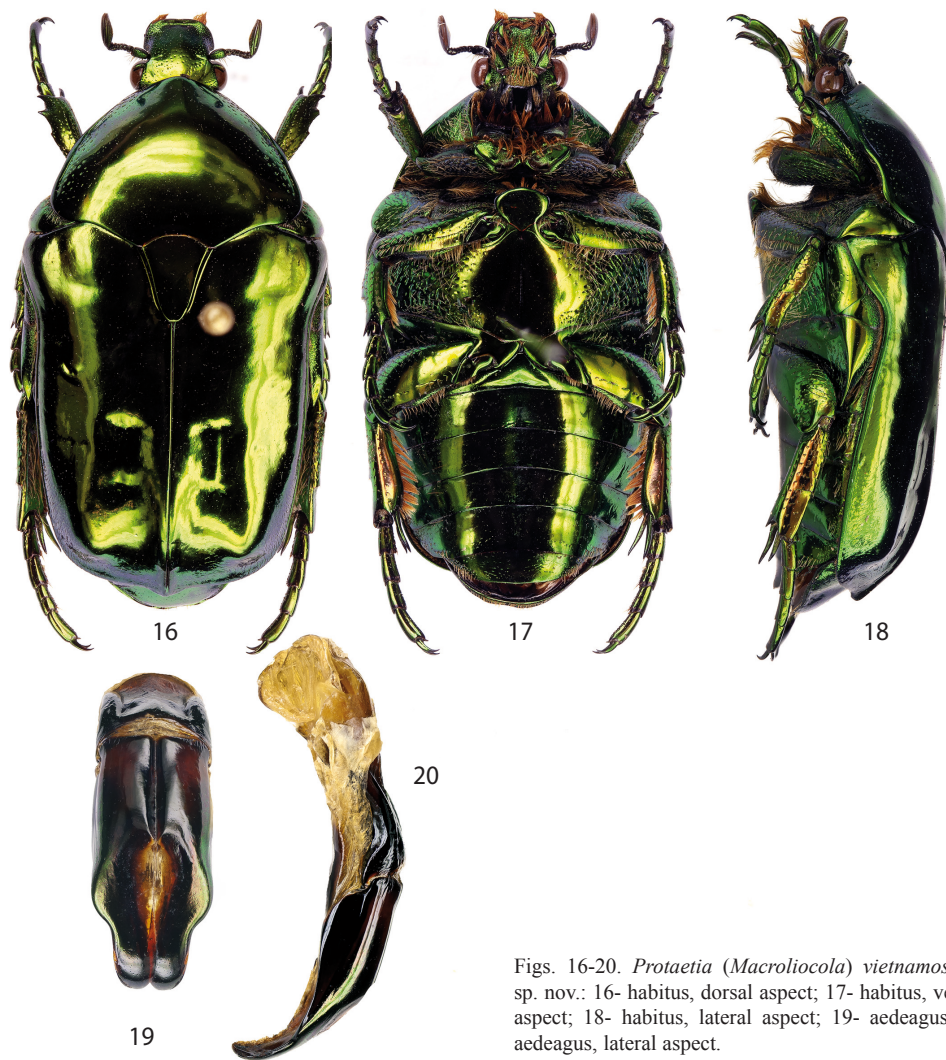 16
17
18
20
19
Figs. 16-20. Protaetia (Macroliocola) vietnamos
sp. nov.: 16- habitus, dorsal aspect; 17- habitus, ve
aspect; 18- habitus, lateral aspect; 19- aedeagus
aedeagus, lateral aspect.